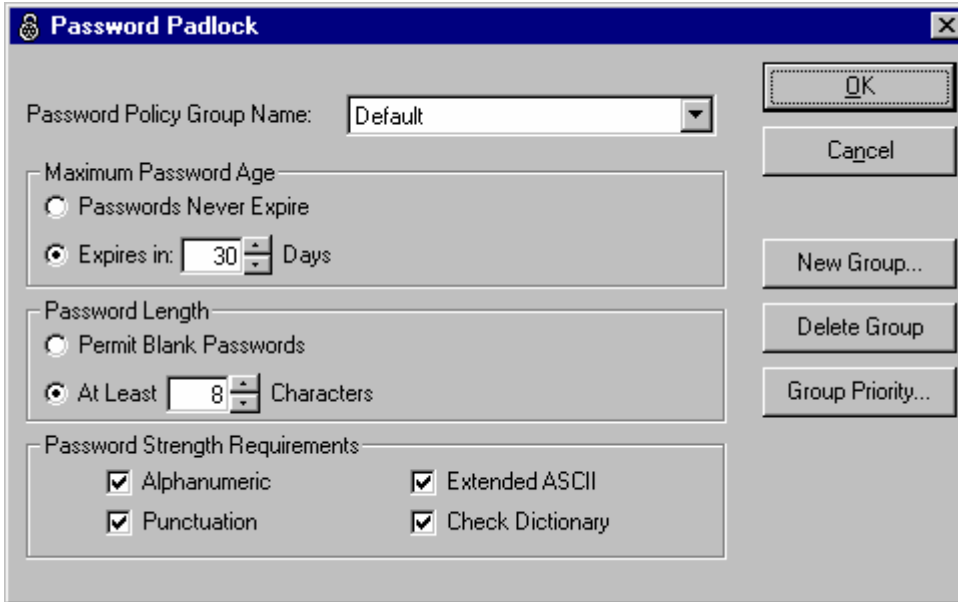 Password Padlock
Password Policy Group Name: Default
OK
Cancel
Maximum Password Age
Passwords Never Expire
Expires in: 30 Days
New Group...
Password Length
Delete Group
Permit Blank Passwords
At Least 8 Characters
Group Priority...
Password Strength Requirements
Alphanumeric Extended ASCII
Punctuation Check Dictionary